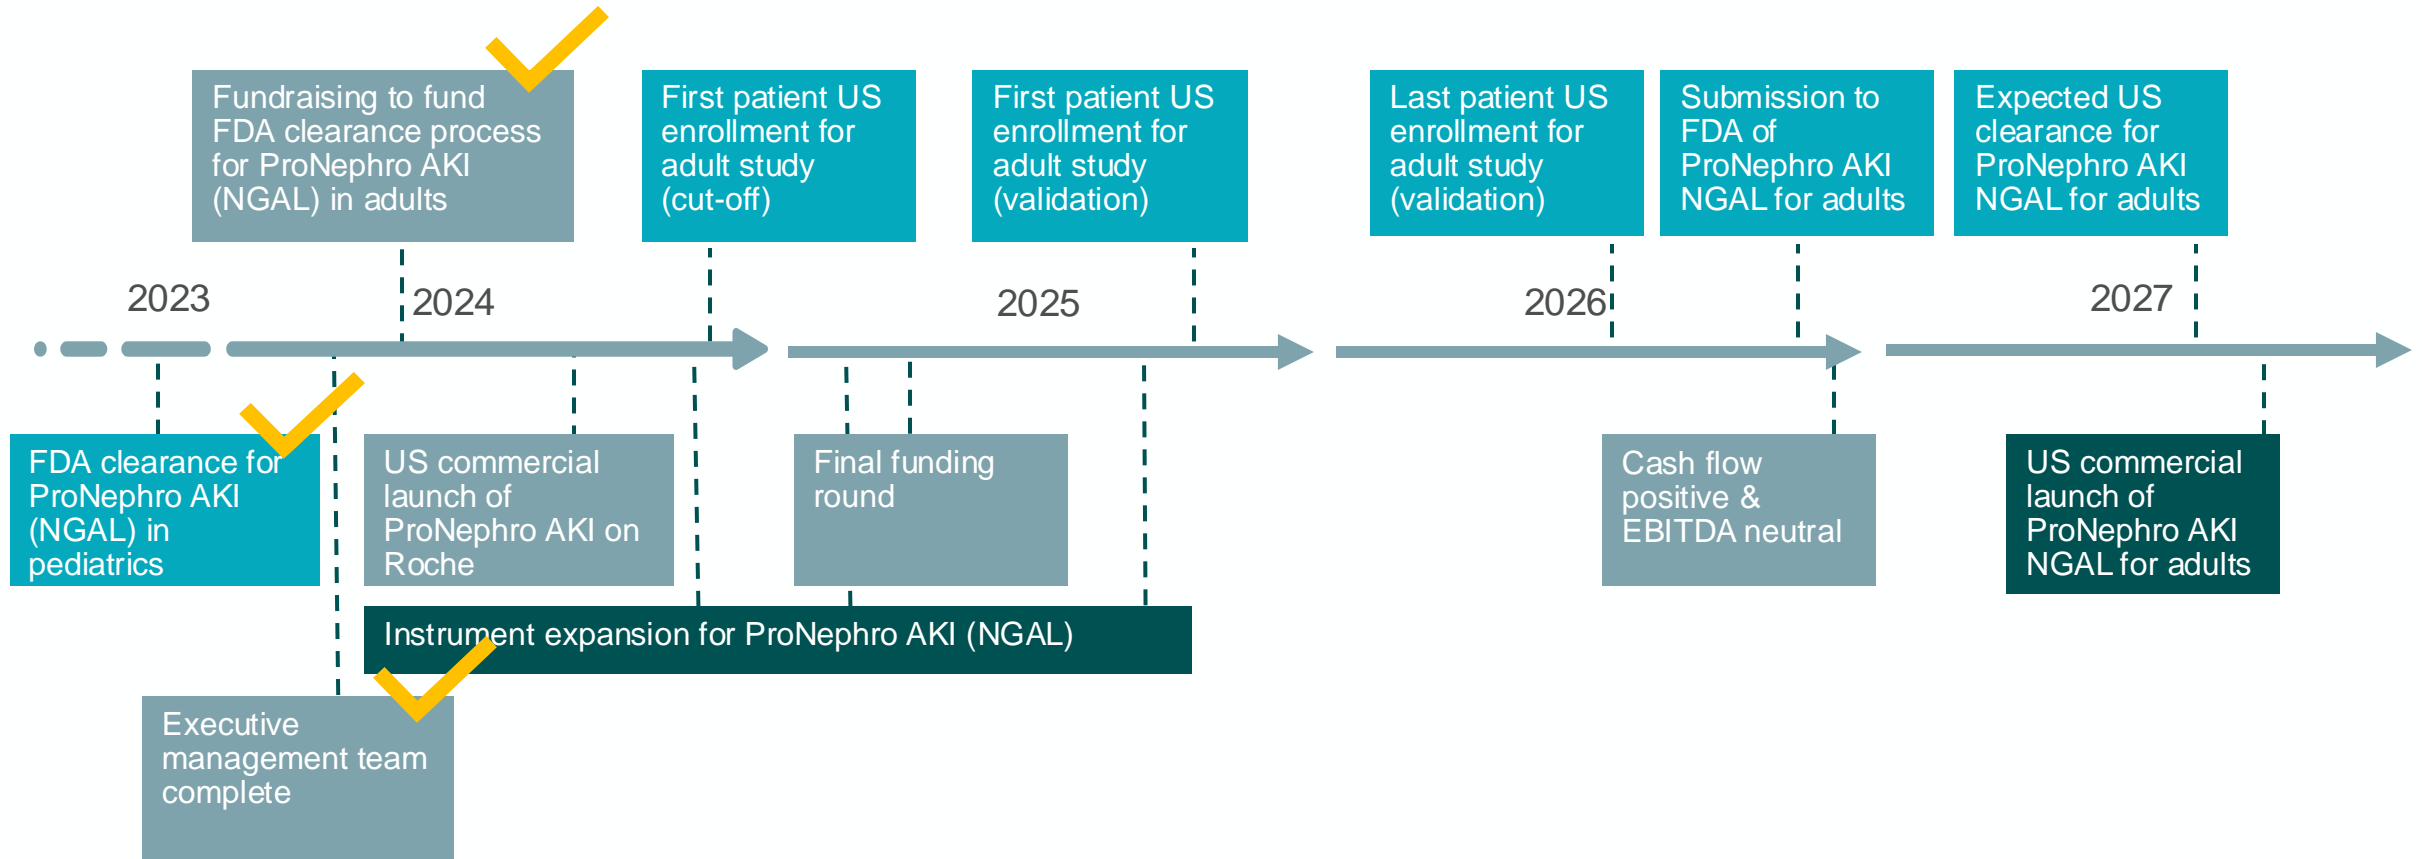 Fundraising to fund
FDA clearance process
for ProNephro AKI
(NGAL) in adults
First patient US
enrollment for
adult study
(cut-off)
First patient US
enrollment for
adult study
(validation)
Last patient US
enrollment for
adult study
(validation)
Submission to
FDA of
ProNephro AKI
NGAL for adults
Expected US
clearance for
ProNephro AKI
NGAL for adults
2023
2024
2025
2026
2027
FDA clearance for
ProNephro AKI
(NGAL) in
pediatrics
US commercial
launch of
ProNephro AKI on
Roche
Final funding
round
Cash flow
positive &
EBITDA neutral
US commercial
launch of
ProNephro AKI
NGAL for adults
Instrument expansion for ProNephro AKI (NGAL)
Executive
management team
complete